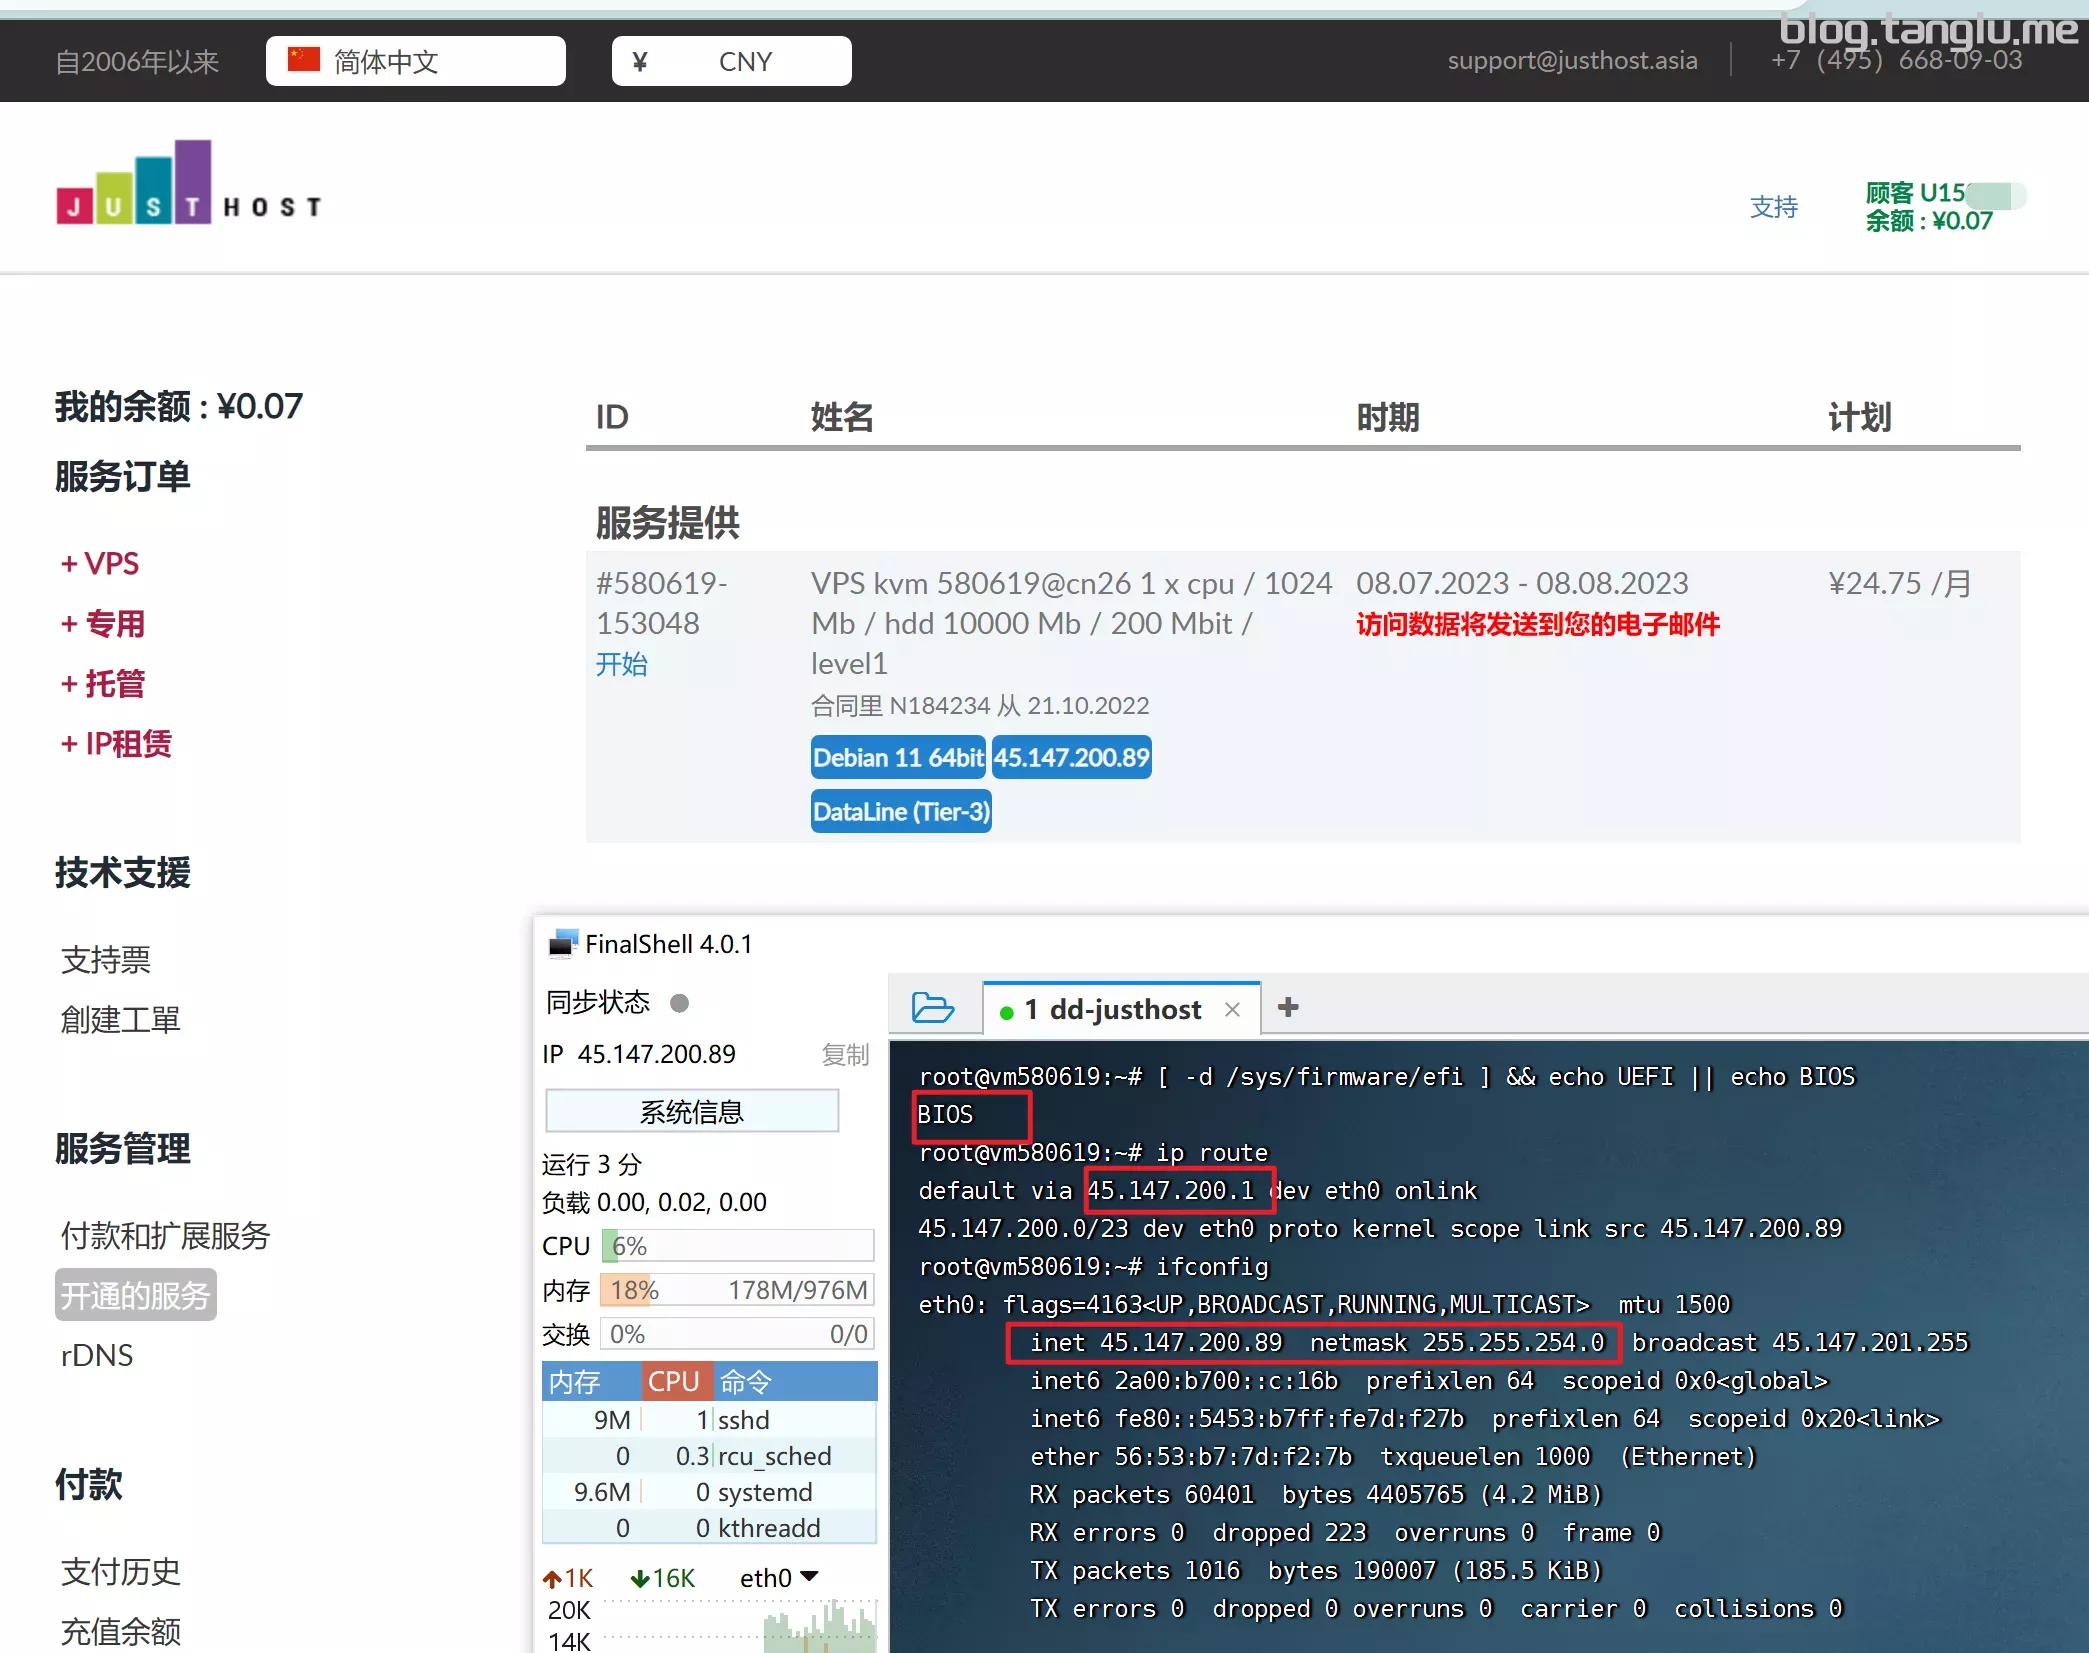 blog.tanglu.me
自2006年以来
简体中文
¥ CNY
support@justhost.asia
+7 (495) 668-09-03
JUST HOST
支持
顾客 U15
余额 : ¥0.07
我的余额 : ¥0.07
服务订单
+ VPS
+ 专用
+ 托管
+ IP租赁
技术支援
支持票
創建工單
服务管理
付款和扩展服务
开通的服务
rDNS
付款
支付历史
充值余额
ID 姓名 时期 计划
服务提供
#580619-
153048
开始
VPS kvm 580619@cn26 1 x cpu / 1024
Mb / hdd 10000 Mb / 200 Mbit /
level1
合同里 N184234 从 21.10.2022
Debian 11 64bit 45.147.200.89
DataLine (Tier-3)
08.07.2023 - 08.08.2023
访问数据将发送到您的电子邮件
¥24.75 /月
FinalShell 4.0.1
同步状态
IP 45.147.200.89 复制
系统信息
运行 3 分
负载 0.00, 0.02, 0.00
CPU 6%
内存 18% 178M/976M
交换 0% 0/0
内存 CPU 命令
9M 1 sshd
0 0.3 rcu_sched
9.6M 0 systemd
0 0 kthreadd
1K 16K eth0
20K
14K
1 dd-justhost × +
root@vm580619:~# [ -d /sys/firmware/efi ] && echo UEFI || echo BIOS
BIOS
root@vm580619:~# ip route
default via 45.147.200.1 dev eth0 onlink
45.147.200.0/23 dev eth0 proto kernel scope link src 45.147.200.89
root@vm580619:~# ifconfig
eth0: flags=4163<UP,BROADCAST,RUNNING,MULTICAST> mtu 1500
inet 45.147.200.89 netmask 255.255.254.0 broadcast 45.147.201.255
inet6 2a00:b700::c:16b prefixlen 64 scopeid 0x0<global>
inet6 fe80::5453:b7ff:fe7d:f27b prefixlen 64 scopeid 0x20<link>
ether 56:53:b7:7d:f2:7b txqueuelen 1000 (Ethernet)
RX packets 60401 bytes 4405765 (4.2 MiB)
RX errors 0 dropped 223 overruns 0 frame 0
TX packets 1016 bytes 190007 (185.5 KiB)
TX errors 0 dropped 0 overruns 0 carrier 0 collisions 0